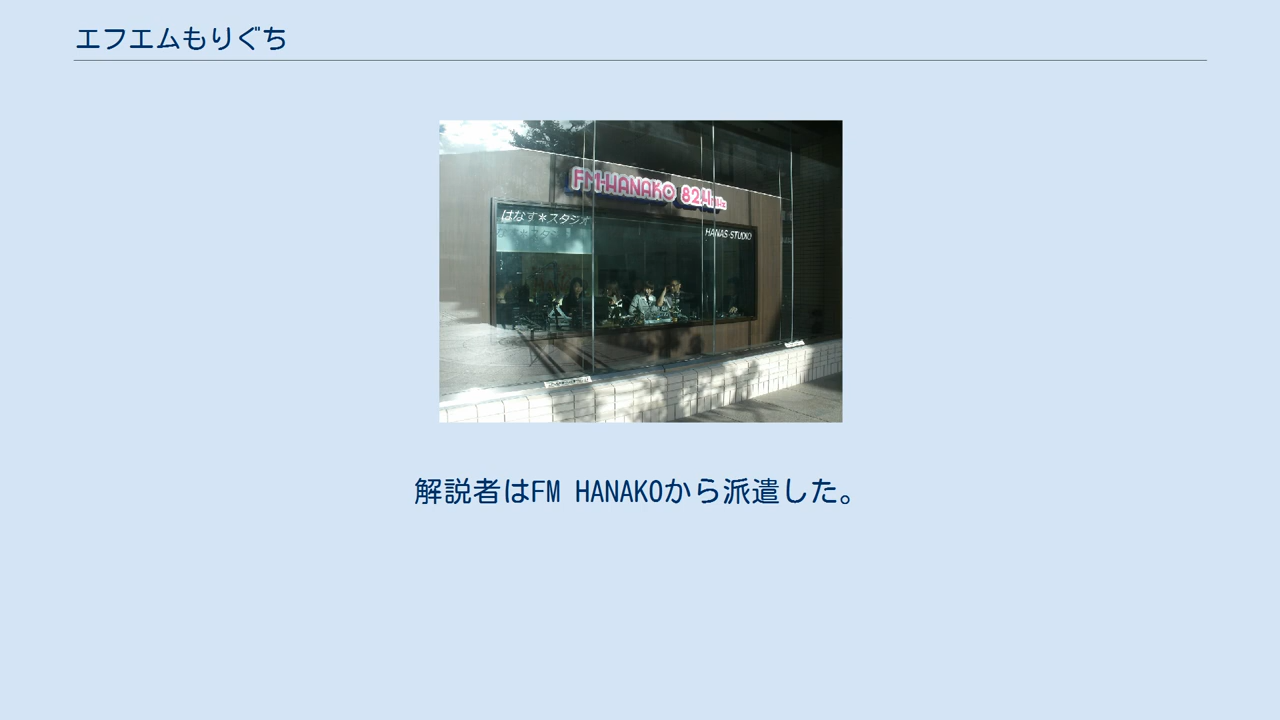 エフエムもりぐち
FM-HANAKO 82.4MHz
はなす＊スタジオ
HANAS·STUDIO
解説者はFM HANAKOから派遣した。